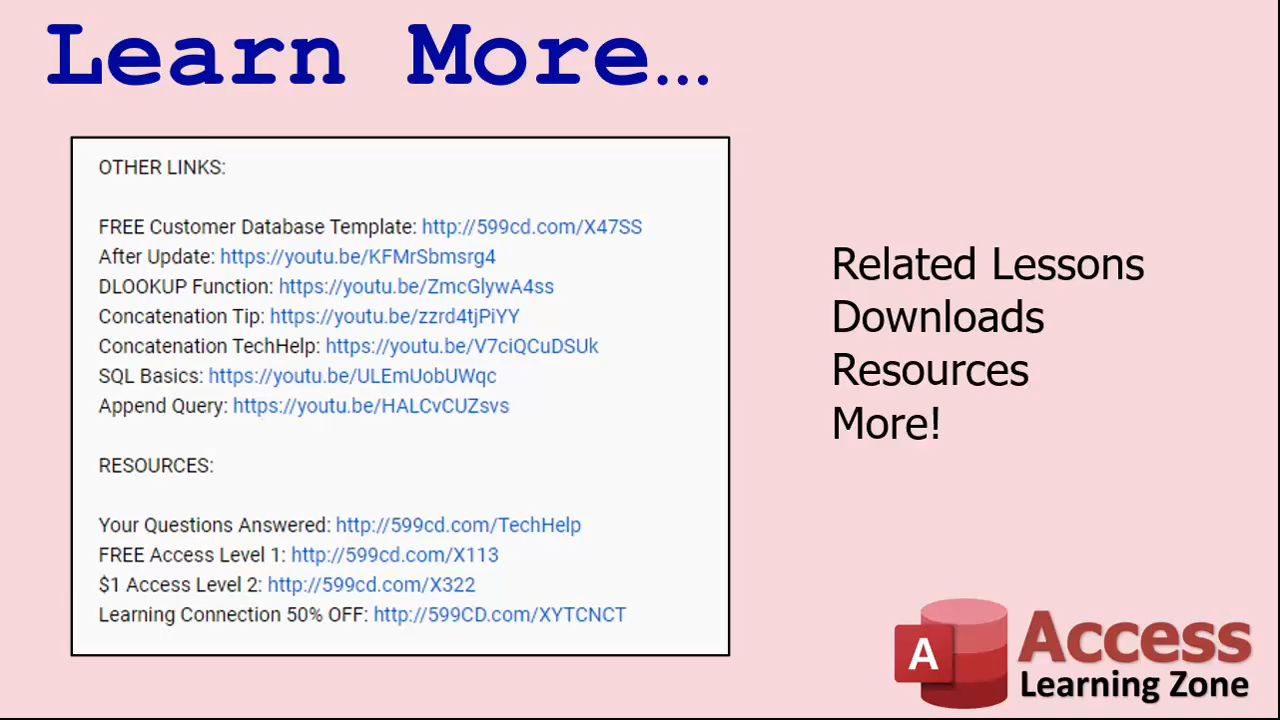 Learn More...
OTHER LINKS:
FREE Customer Database Template: http://599cd.com/X47SS
After Update: https://youtu.be/KFMrSbmsrg4
DLOOKUP Function: https://youtu.be/ZmcGlywA4ss
Concatenation Tip: https://youtu.be/zzrd4tjPiYY
Concatenation TechHelp: https://youtu.be/V7ciQCuDSUk
SQL Basics: https://youtu.be/ULEmUobUWqc
Append Query: https://youtu.be/HALCvCUZsvs
RESOURCES:
Your Questions Answered: http://599cd.com/TechHelp
FREE Access Level 1: http://599cd.com/X113
$1 Access Level 2: http://599cd.com/X322
Learning Connection 50% OFF: http://599CD.com/XYTCNCT
Related Lessons
Downloads
Resources
More!
A
Access
Learning Zone